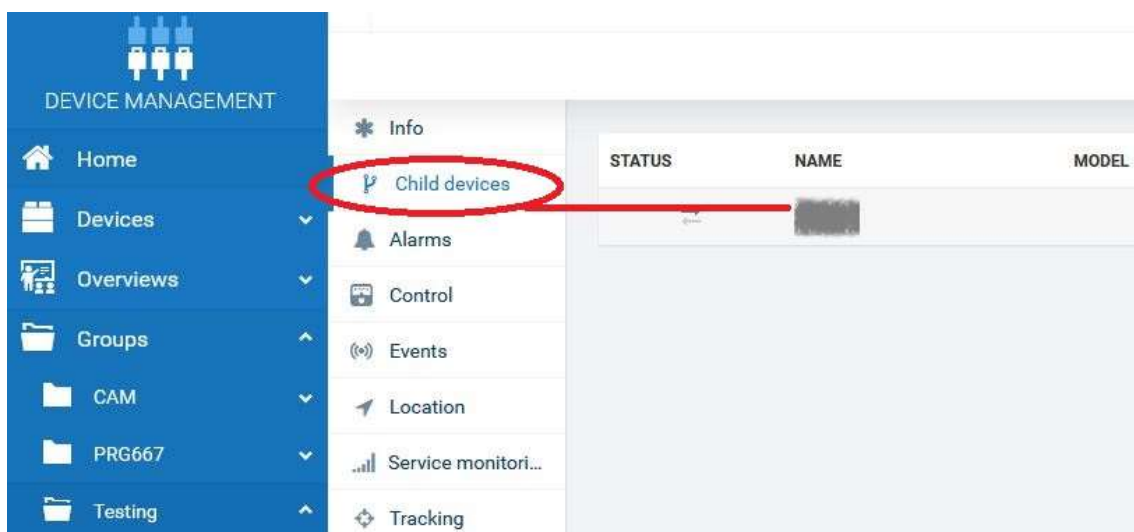 DEVICE MANAGEMENT
Home
Devices
Overviews
Groups
CAM
PRG667
Testing
Info
Child devices
Alarms
Control
Events
Location
Service monitori...
Tracking
STATUS NAME MODEL